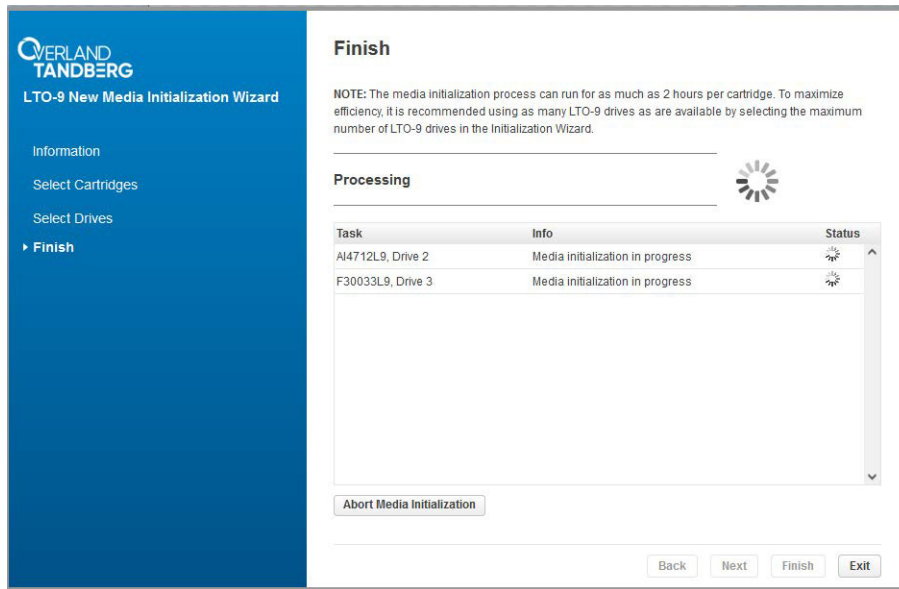 OVERLAND
TANDBERG
LTO-9 New Media Initialization Wizard
Information
Select Cartridges
Select Drives
Finish
Finish
NOTE: The media initialization process can run for as much as 2 hours per cartridge. To maximize
efficiency, it is recommended using as many LTO-9 drives as are available by selecting the maximum
number of LTO-9 drives in the Initialization Wizard.
Processing
Task Info Status
AI4712L9, Drive 2 Media initialization in progress
F30033L9, Drive 3 Media initialization in progress
Abort Media Initialization
Back Next Finish Exit